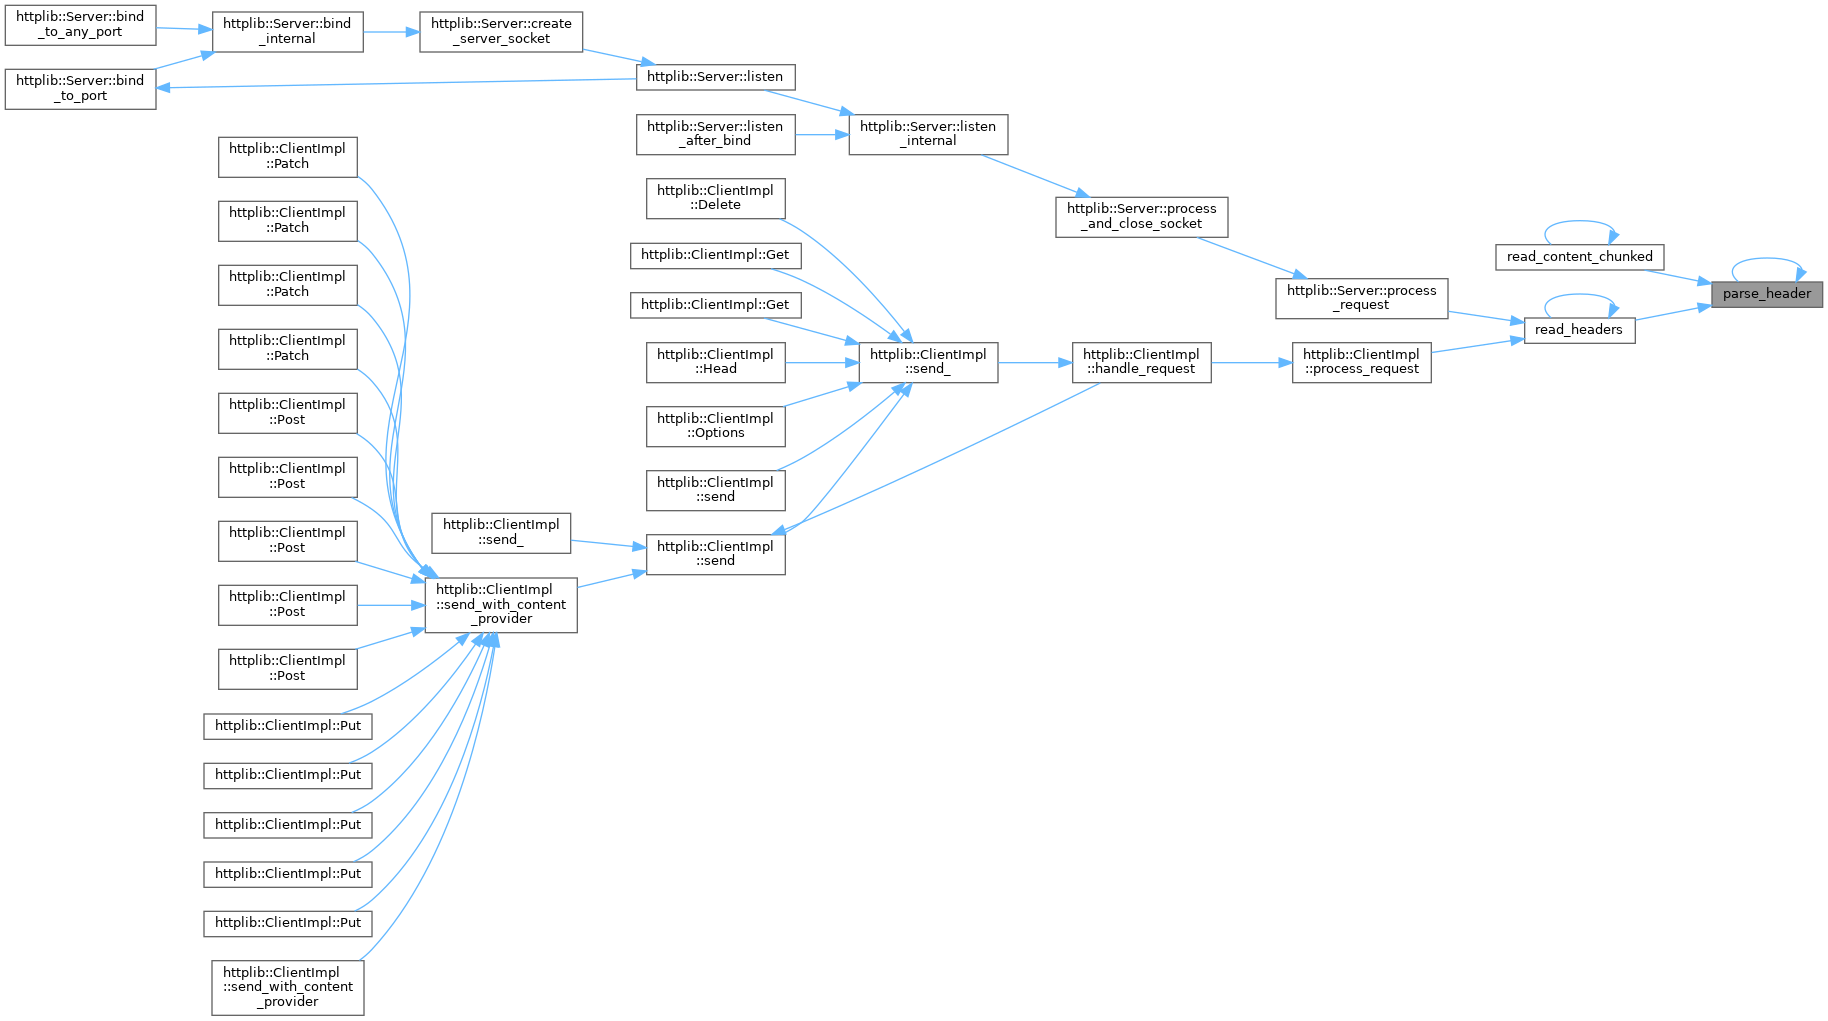 httplib::Server::bind
_to_any_port
httplib::Server::bind
_internal
httplib::Server::create
_server_socket
httplib::Server::bind
_to_port
httplib::Server::listen
httplib::Server::listen
_after_bind
httplib::Server::listen
_internal
httplib::ClientImpl
::Patch
httplib::ClientImpl
::Patch
httplib::ClientImpl
::Patch
httplib::ClientImpl
::Patch
httplib::ClientImpl
::Post
httplib::ClientImpl
::Post
httplib::ClientImpl
::Post
httplib::ClientImpl
::Post
httplib::ClientImpl
::Post
httplib::ClientImpl::Put
httplib::ClientImpl::Put
httplib::ClientImpl::Put
httplib::ClientImpl::Put
httplib::ClientImpl::Put
httplib::ClientImpl
::send_with_content
_provider
httplib::ClientImpl
::send_
httplib::ClientImpl
::send_with_content
_provider
httplib::ClientImpl
::Delete
httplib::ClientImpl::Get
httplib::ClientImpl::Get
httplib::ClientImpl
::Head
httplib::ClientImpl
::Options
httplib::ClientImpl
::send
httplib::ClientImpl
::send
httplib::ClientImpl
::send_
httplib::Server::process
_and_close_socket
httplib::ClientImpl
::handle_request
httplib::Server::process
_request
httplib::ClientImpl
::process_request
read_content_chunked
read_headers
parse_header